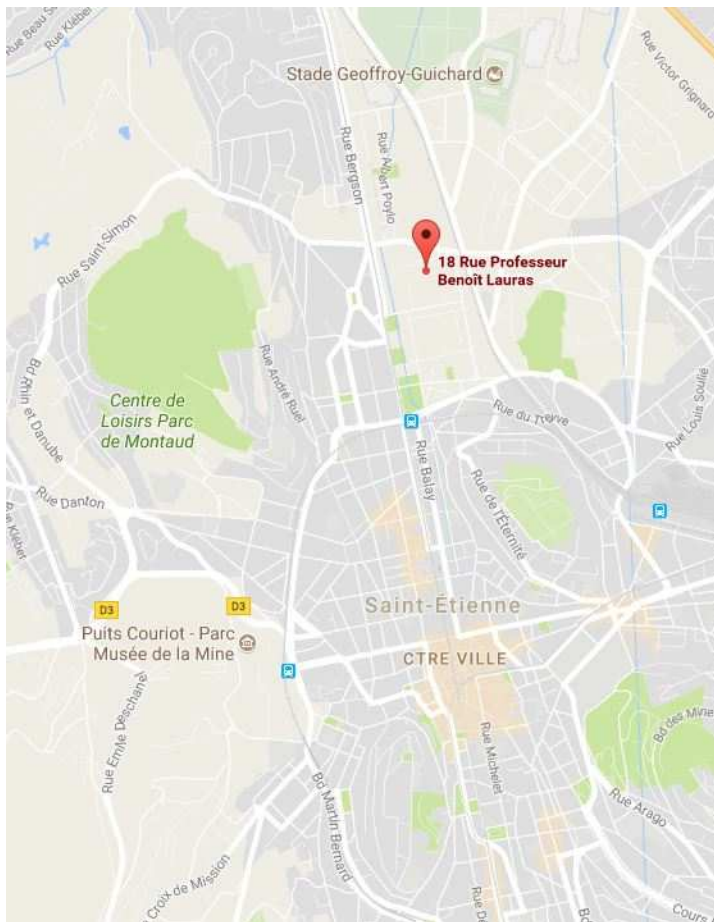 Rue Kléber
Stade Geoffroy-Guichard
Rue Victor Grignard
Rue Bergson
Rue Albert Poylo
Rue Saint-Simon
18 Rue Professeur
Benoît Lauras
Rue André Ruel
Centre de
Loisirs Parc
de Montaud
Bd Rhin et Danube
Rue du Treyve
Rue Louis Soulié
Rue Balay
Rue de l'Éternité
Rue Danton
Rue Kléber
Saint-Étienne
D3
D3
Puits Couriot - Parc
Musée de la Mine
CTRE VILLE
Rue Emile Deschanel
Rue Michelet
Bd des Mine
Rue Arago
Bd Martin Bernard
Croix de Mission
Cours